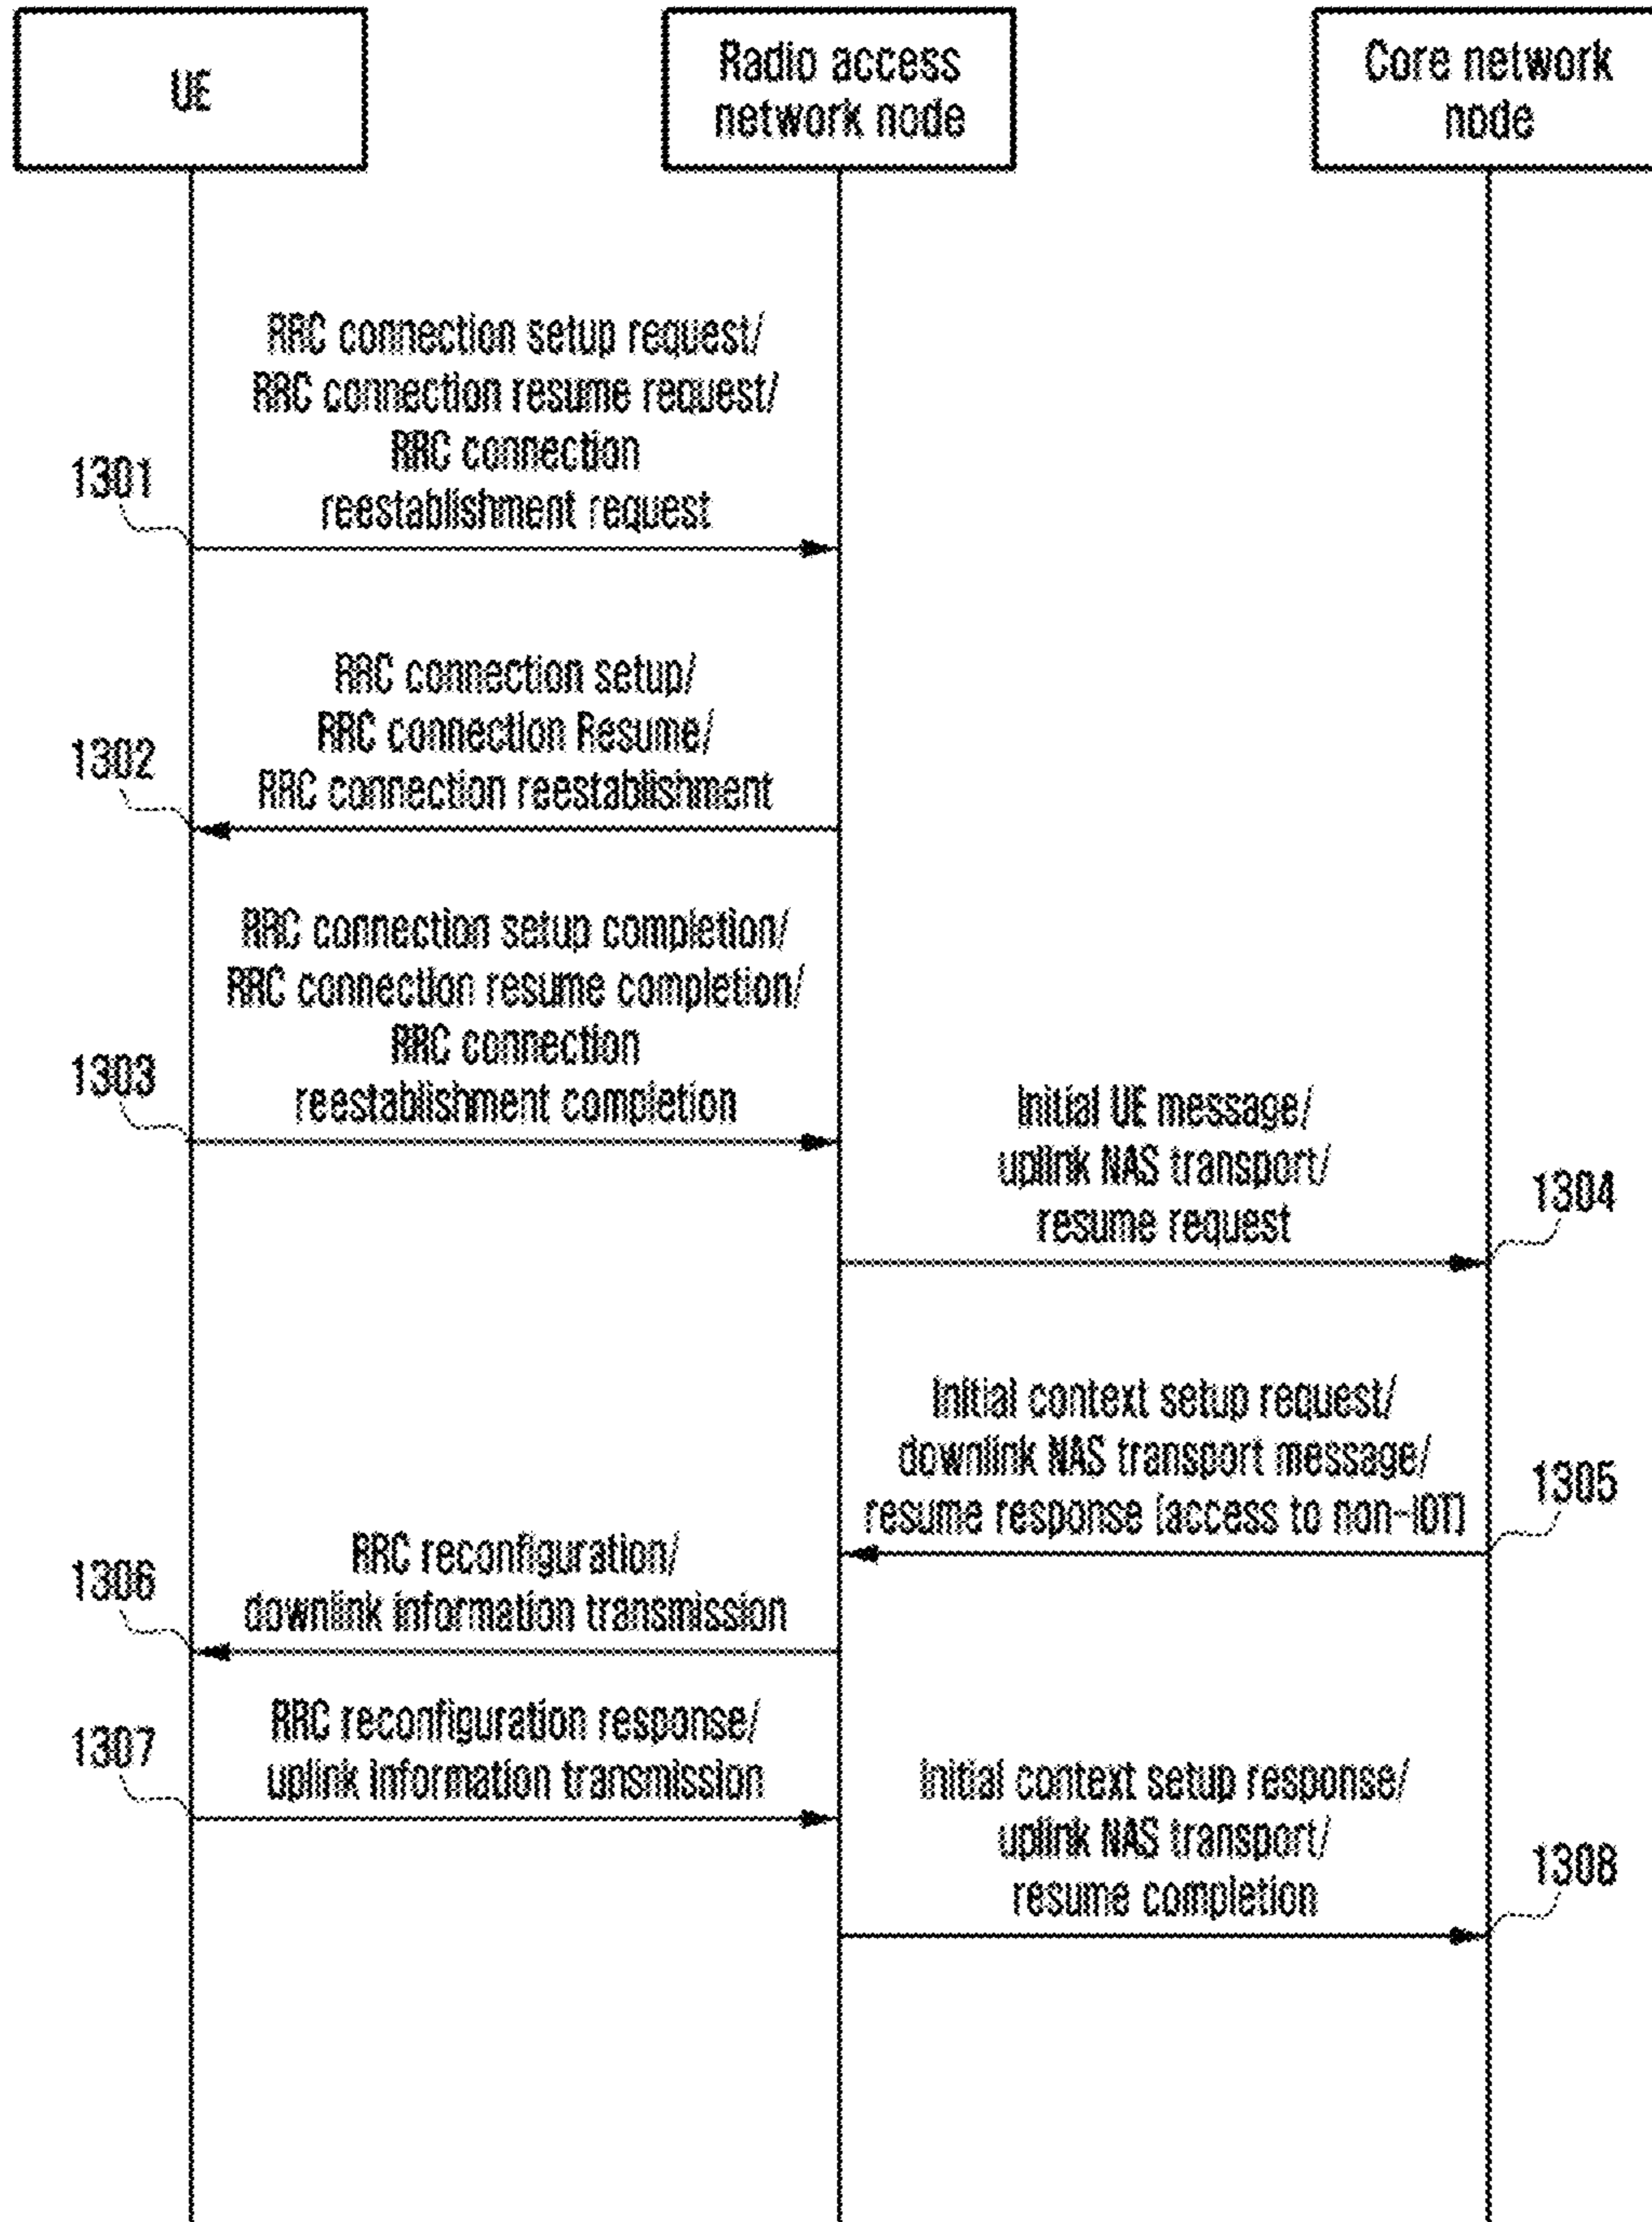 UE
Radio access
network node
Core network
node
RRC connection setup request/
RRC connection resume request/
RRC connection
reestablishment request
1301
RRC connection setup/
RRC connection Resume/
RRC connection reestablishment
1302
RRC connection setup completion/
RRC connection resume completion/
RRC connection
reestablishment completion
1303
Initial UE message/
uplink NAS transport/
resume request
1304
Initial context setup request/
downlink NAS transport message/
resume response [access to non-IOT]
1305
RRC reconfiguration/
downlink information transmission
1306
RRC reconfiguration response/
uplink information transmission
1307
Initial context setup response/
uplink NAS transport/
resume completion
1308